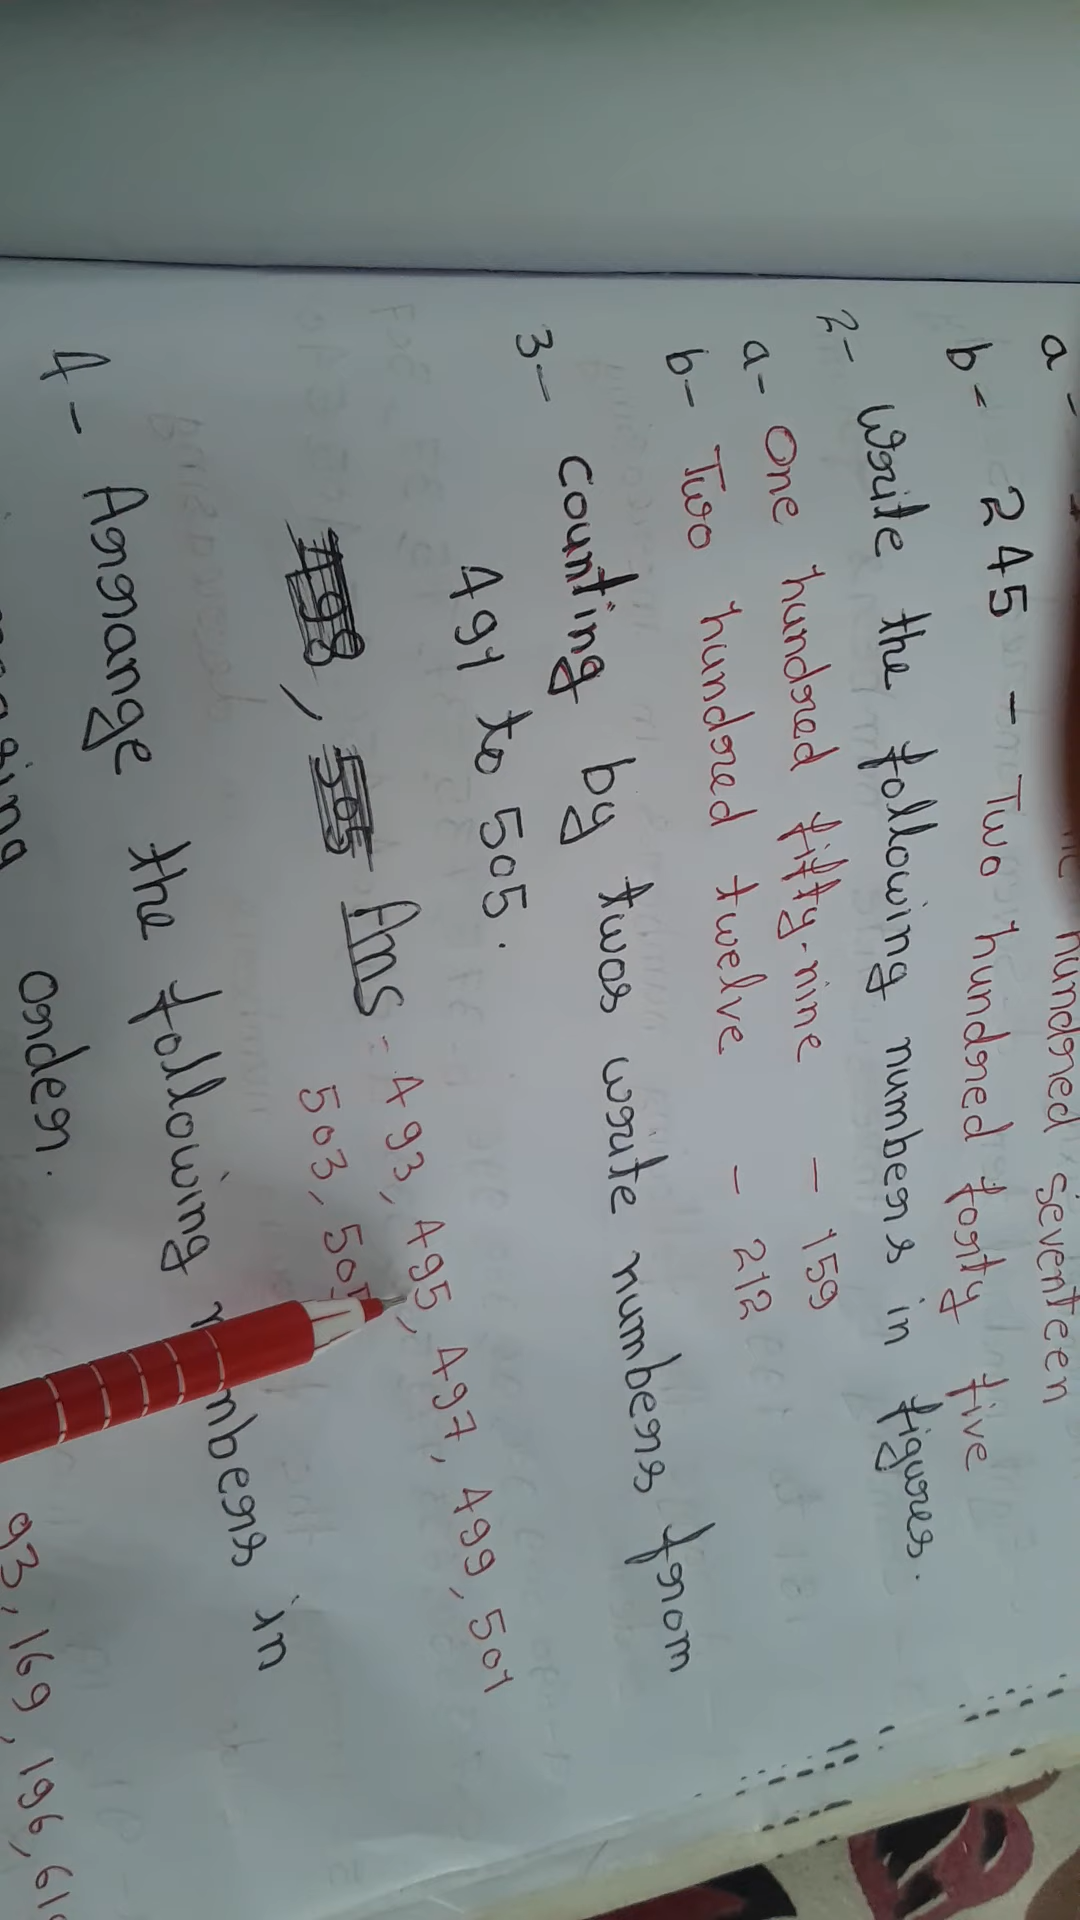 a - hundred seventeen
b - 245 - Two hundred forty five
2- Write the following numbers in figures.
a- One hundred fifty-nine - 159
b- Two hundred twelve - 212
3- counting by twos write numbers from
491 to 505.
498, 505 Ans = 493, 495, 497, 499, 501
503, 505
4- Arrange the following numbers in
order.
93, 169, 196,